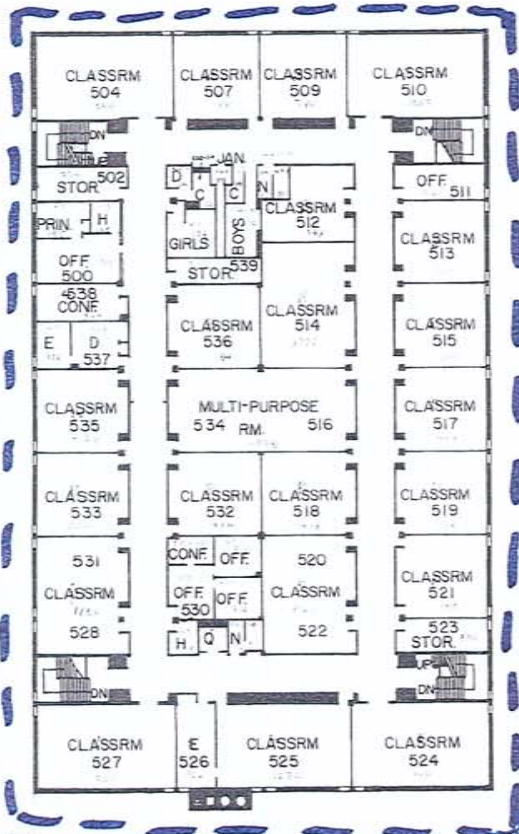 CLASSRM
504
CLASSRM
507
CLASSRM
509
CLASSRM
510
DN
UP
502
STOR.
JAN.
D
C
C
N
DN
OFF.
511
PRIN.
H
GIRLS
BOYS
CLASSRM
512
CLASSRM
513
OFF.
500
STOR.
539
538
CONF.
E
D
537
CLASSRM
536
CLASSRM
514
CLASSRM
515
CLASSRM
535
MULTI-PURPOSE
534 RM. 516
CLASSRM
517
CLASSRM
533
CLASSRM
532
CLASSRM
518
CLASSRM
519
531
CLASSRM
528
CONF.
OFF.
OFF.
530
OFF.
H
Q
N
520
CLASSRM
522
CLASSRM
521
523
STOR.
DN
UP
DN
CLASSRM
527
E
526
CLASSRM
525
CLASSRM
524